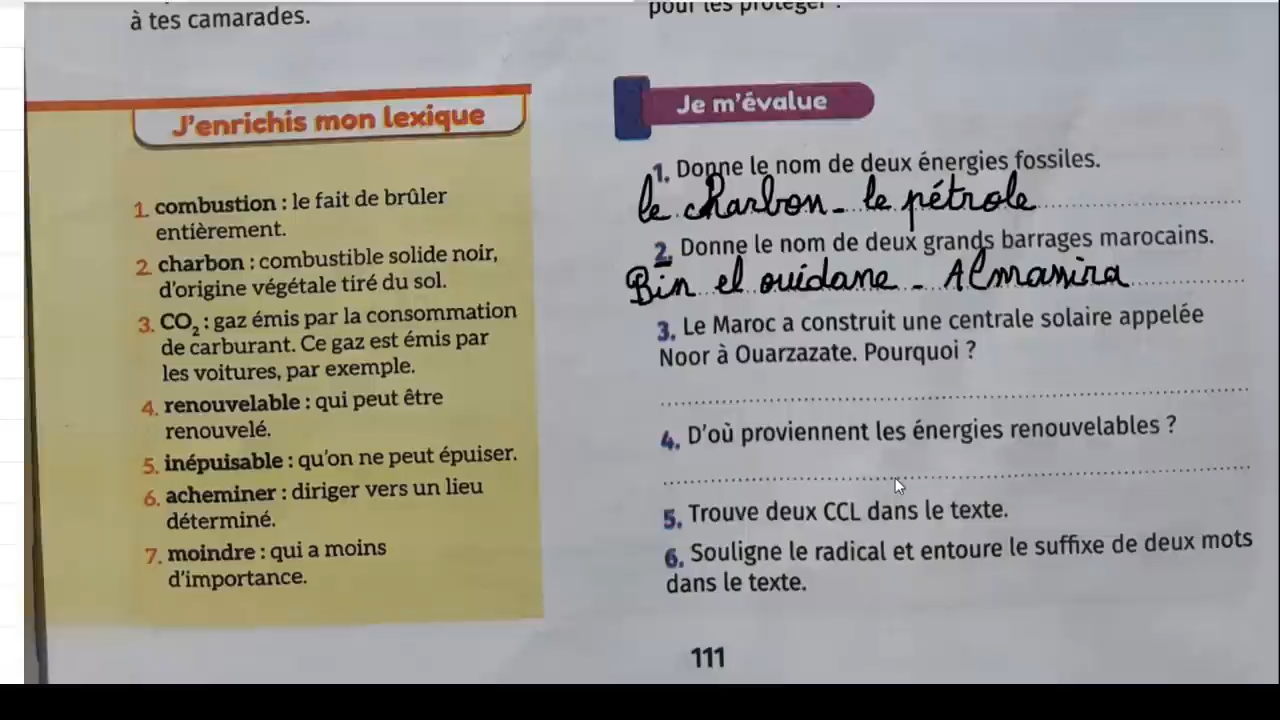 à tes camarades.
J'enrichis mon lexique
1. combustion : le fait de brûler
entièrement.
2. charbon : combustible solide noir,
d'origine végétale tiré du sol.
3. CO₂ : gaz émis par la consommation
de carburant. Ce gaz est émis par
les voitures, par exemple.
4. renouvelable : qui peut être
renouvelé.
5. inépuisable : qu'on ne peut épuiser.
6. acheminer : diriger vers un lieu
déterminé.
7. moindre : qui a moins
d'importance.
pour les protéger
Je m'évalue
1. Donne le nom de deux énergies fossiles.
le charbon - le pétrole
2. Donne le nom de deux grands barrages marocains.
Bin el ouidane - Al
3. Le Maroc a construit une centrale solaire appelée
Noor à Ouarzazate. Pourquoi ?
4. D'où proviennent les énergies renouvelables ?
5. Trouve deux CCL dans le texte.
6. Souligne le radical et entoure le suffixe de deux mots
dans le texte.
111